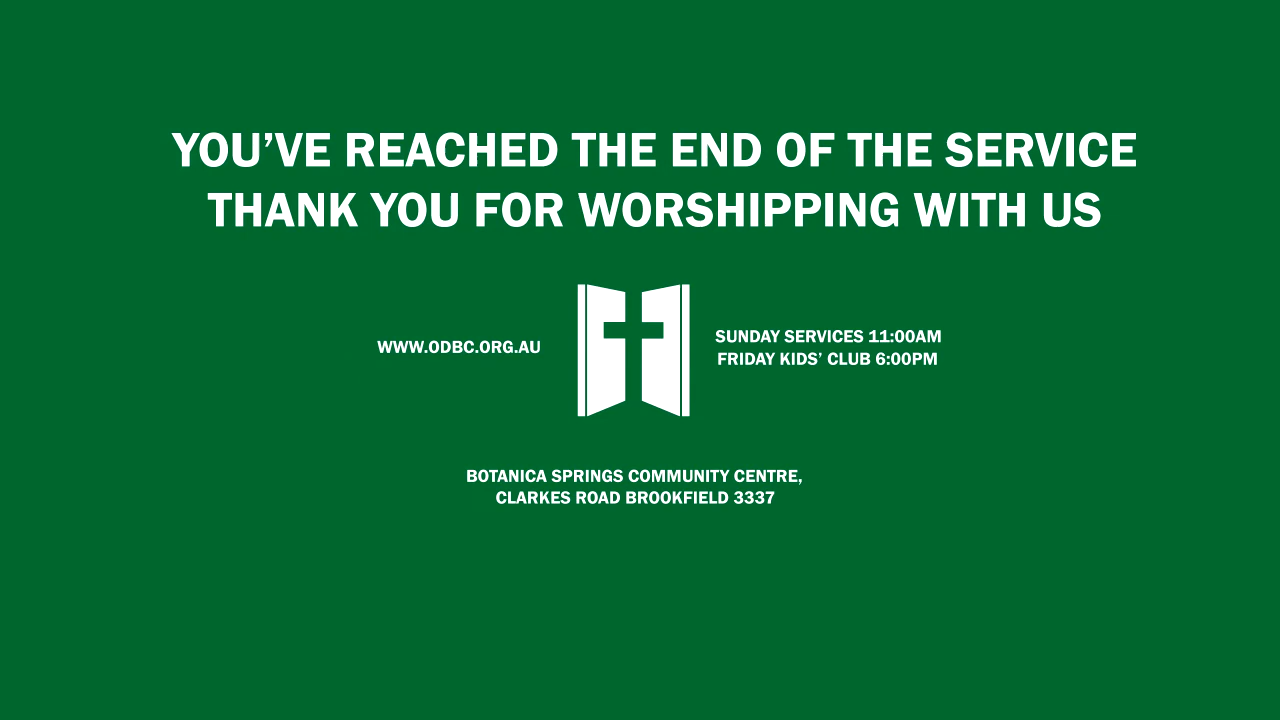 YOU’VE REACHED THE END OF THE SERVICE
THANK YOU FOR WORSHIPPING WITH US
WWW.ODBC.ORG.AU
SUNDAY SERVICES 11:00AM
FRIDAY KIDS’ CLUB 6:00PM
BOTANICA SPRINGS COMMUNITY CENTRE,
CLARKES ROAD BROOKFIELD 3337